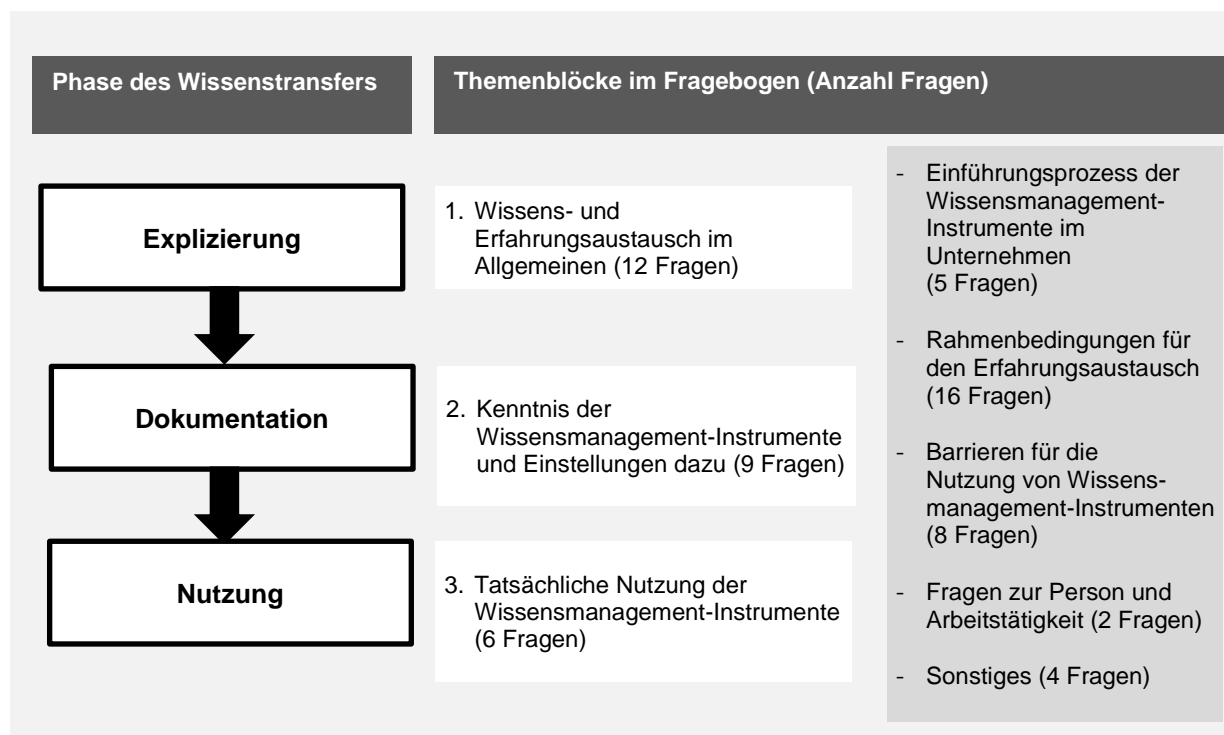 Phase des Wissenstransfers
Themenblöcke im Fragebogen (Anzahl Fragen)
Explizierung
Dokumentation
Nutzung
1. Wissens- und
Erfahrungsaustausch im
Allgemeinen (12 Fragen)
2. Kenntnis der
Wissensmanagement-Instrumente
und Einstellungen dazu (9 Fragen)
3. Tatsächliche Nutzung der
Wissensmanagement-Instrumente
(6 Fragen)
- Einführungsprozess der
Wissensmanagement-
Instrumente im
Unternehmen
(5 Fragen)
- Rahmenbedingungen für
den Erfahrungsaustausch
(16 Fragen)
- Barrieren für die
Nutzung von Wissens-
management-Instrumenten
(8 Fragen)
- Fragen zur Person und
Arbeitstätigkeit (2 Fragen)
- Sonstiges (4 Fragen)